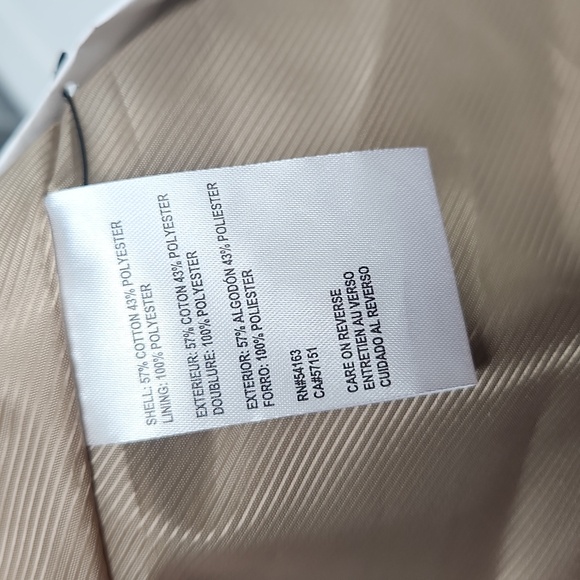 SHELL: 57% COTTON 43% POLYESTER
LINING: 100% POLYESTER
EXTERIEUR: 57% COTON 43% POLYESTER
DOUBLURE: 100% POLYESTER
EXTERIOR: 57% ALGODÓN 43% POLIESTER
FORRO: 100% POLIESTER
RN#54163
CA#57151
CARE ON REVERSE
ENTRETIEN AU VERSO
CUIDADO AL REVERSO